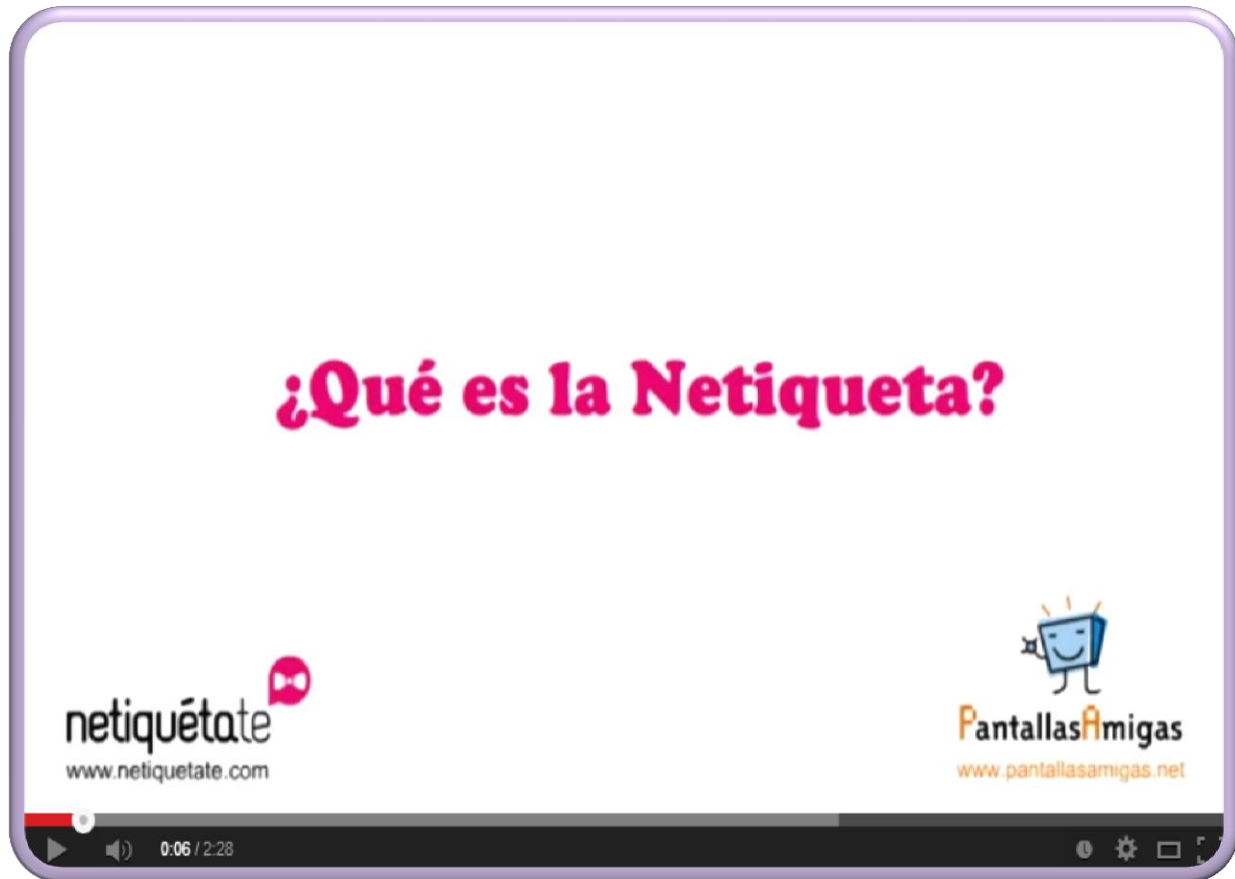 ¿Qué es la Netiqueta?
netiquétate
www.netiquetate.com
PantallasAmigas
www.pantallasamigas.net
0:06 / 2:28